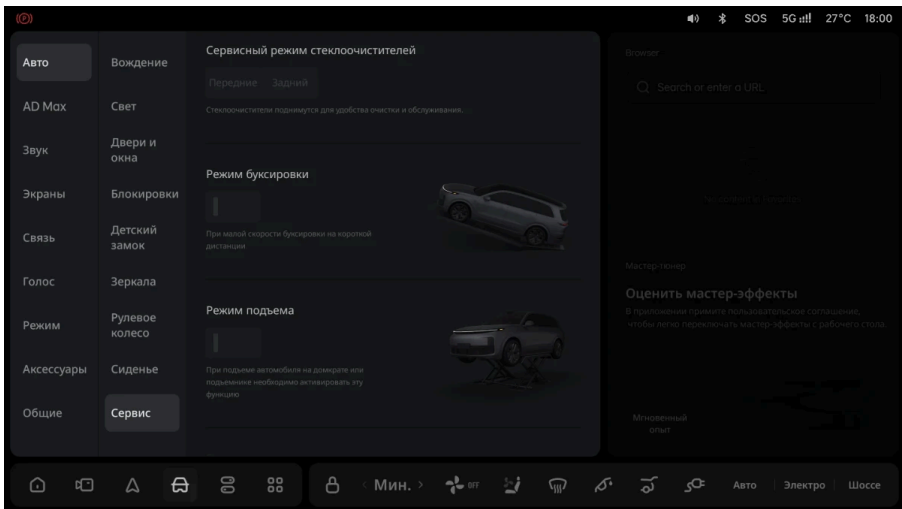 (P)
SOS 5G 27°C 18:00
Авто
AD Max
Звук
Экраны
Связь
Голос
Режим
Аксессуары
Общие
Вождение
Свет
Двери и
окна
Блокировки
Детский
замок
Зеркала
Рулевое
колесо
Сиденье
Сервис
Сервисный режим стеклоочистителей
Передние Задний
Стеклоочистители поднимутся для удобства очистки и обслуживания.
Режим буксировки
При малой скорости буксировки на короткой
дистанции
Режим подъема
При подъеме автомобиля на домкрате или
подъемнике необходимо активировать эту
функцию
Browser
Search or enter a URL
Мастер-тюнер
Оценить мастер-эффекты
В приложении примите пользовательское соглашение,
чтобы легко переключать мастер-эффекты с рабочего стола.
Мгновенный
опыт
Мин. OFF Авто Электро Шоссе